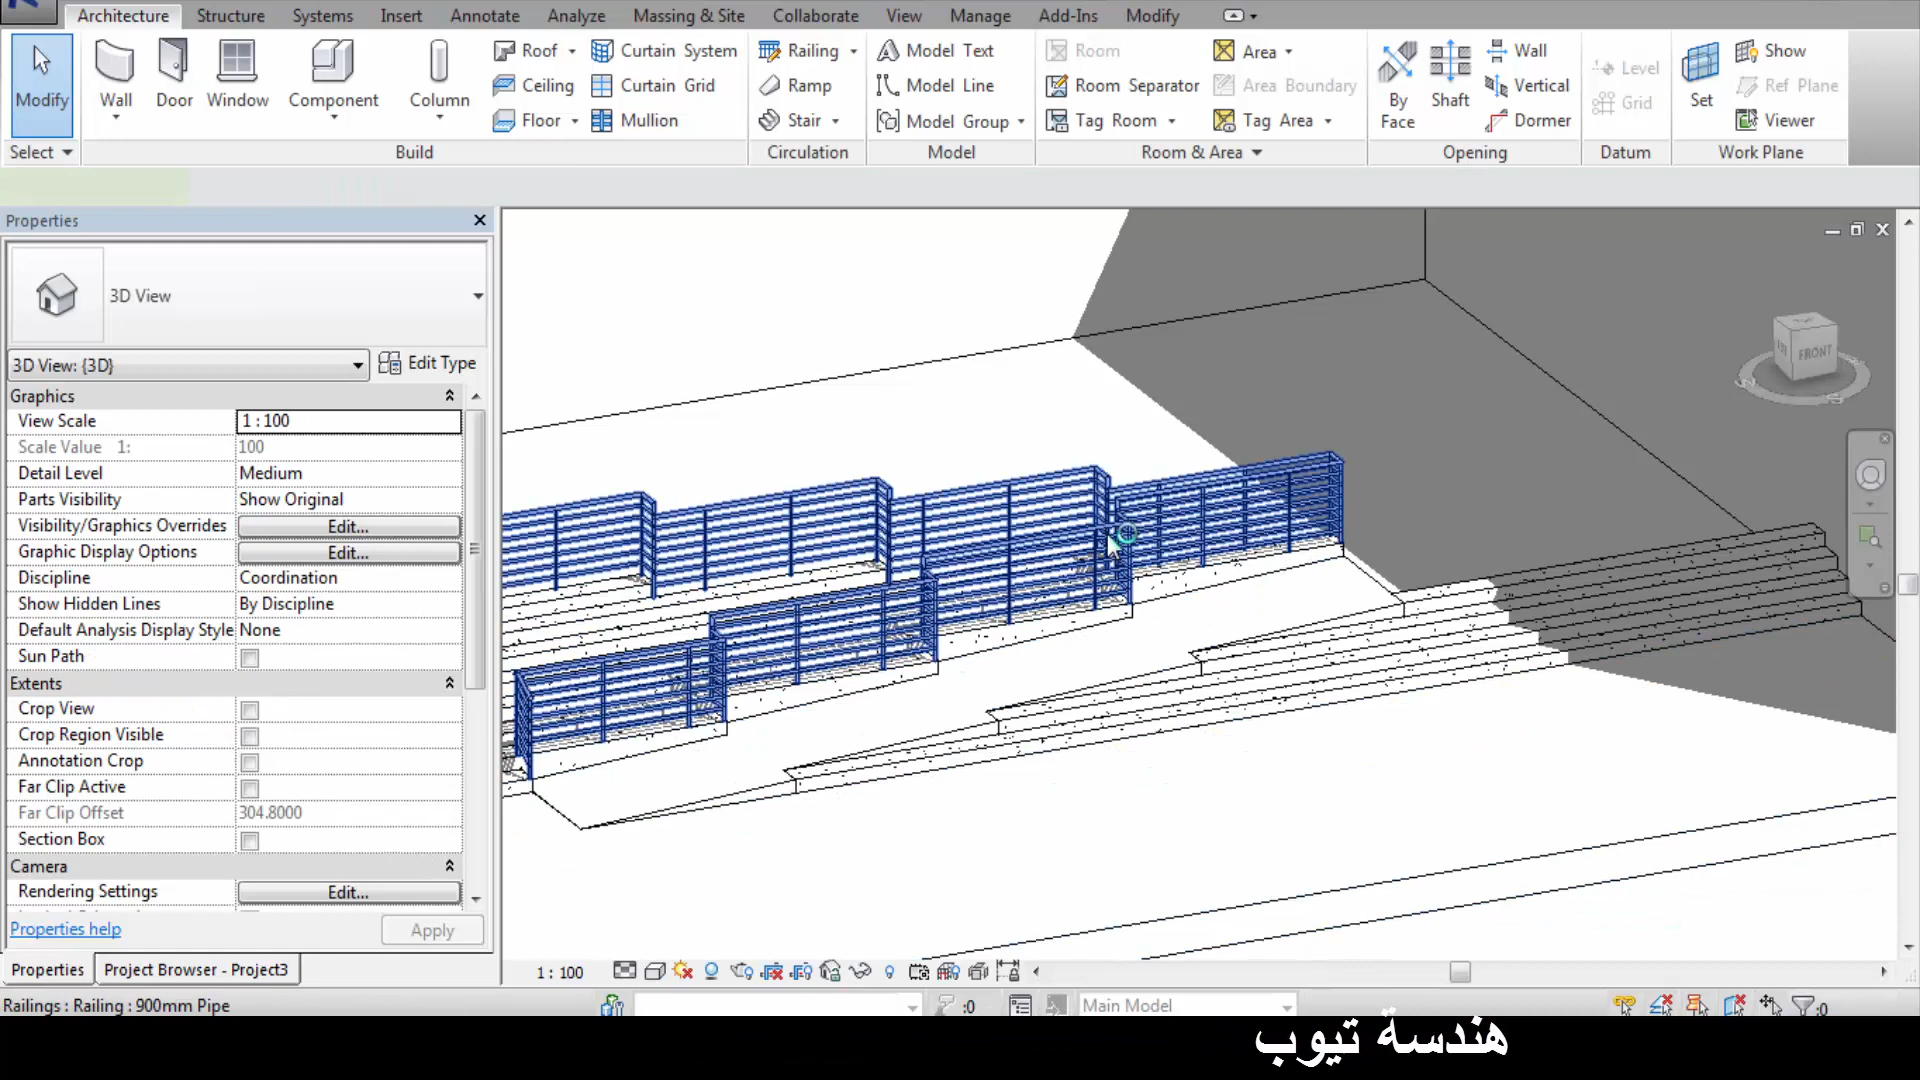 Architecture Structure Systems Insert Annotate Analyze Massing & Site Collaborate View Manage Add-Ins Modify
Modify
Select
Wall
Door
Window
Component
Column
Roof
Ceiling
Floor
Curtain System
Curtain Grid
Mullion
Build
Railing
Ramp
Stair
Circulation
Model Text
Model Line
Model Group
Model
Room
Room Separator
Tag Room
Area
Area Boundary
Tag Area
Room & Area
By
Face
Shaft
Wall
Vertical
Dormer
Opening
Level
Grid
Datum
Set
Show
Ref Plane
Viewer
Work Plane
Properties
3D View
3D View: {3D}
Edit Type
Graphics
View Scale 1 : 100
Scale Value 1: 100
Detail Level Medium
Parts Visibility Show Original
Visibility/Graphics Overrides Edit...
Graphic Display Options Edit...
Discipline Coordination
Show Hidden Lines By Discipline
Default Analysis Display Style None
Sun Path
Extents
Crop View
Crop Region Visible
Annotation Crop
Far Clip Active
Far Clip Offset 304.8000
Section Box
Camera
Rendering Settings Edit...
Properties help
Apply
Properties
Project Browser - Project3
FRONT
1 : 100
Railings : Railing : 900mm Pipe
:0
Main Model
:0
هندسة تيوب